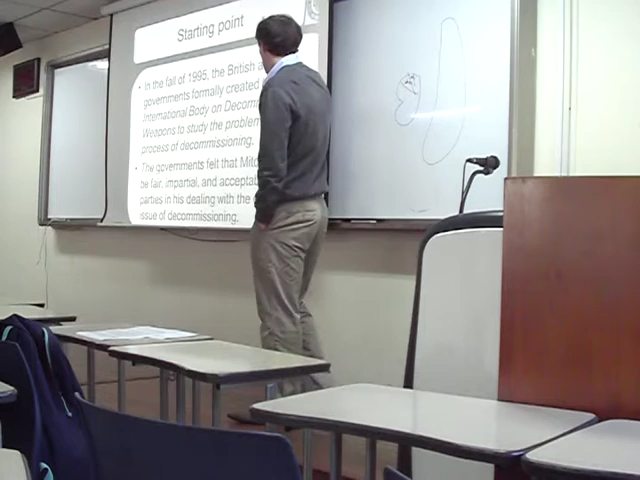 Starting point
• In the fall of 1995, the British a
governments formally created
International Body on Decomm
Weapons to study the problem
process of decommissioning.
• The governments felt that Mitc
be fair, impartial, and acceptab
parties in his dealing with the
issue of decommissioning.